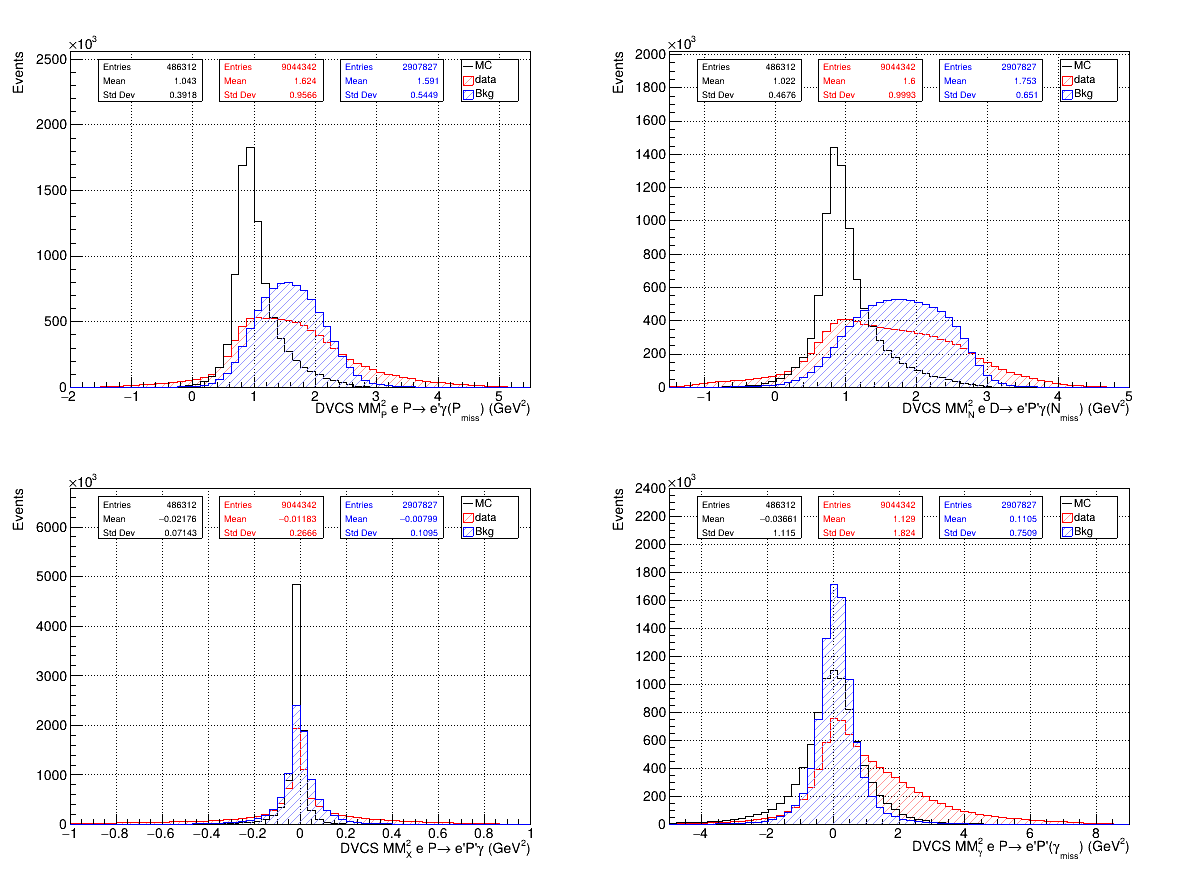 ×10³
Events
2500
2000
1500
1000
500
0
−2 −1 0 1 2 3 4 5
DVCS MM²_P e P→ e'γ(P_miss) (GeV²)
Entries 486312
Mean 1.043
Std Dev 0.3918
Entries 9044342
Mean 1.624
Std Dev 0.9566
Entries 2907827
Mean 1.591
Std Dev 0.5449
MC
data
Bkg
×10³
Events
2000
1800
1600
1400
1200
1000
800
600
400
200
0
−1 0 1 2 3 4 5
DVCS MM²_N e D→ e'P'γ(N_miss) (GeV²)
Entries 486312
Mean 1.022
Std Dev 0.4676
Entries 9044342
Mean 1.6
Std Dev 0.9993
Entries 2907827
Mean 1.753
Std Dev 0.651
MC
data
Bkg
×10³
Events
6000
5000
4000
3000
2000
1000
0
−1 −0.8 −0.6 −0.4 −0.2 0 0.2 0.4 0.6 0.8 1
DVCS MM²_X e P→ e'P'γ (GeV²)
Entries 486312
Mean −0.02176
Std Dev 0.07143
Entries 9044342
Mean −0.01183
Std Dev 0.2666
Entries 2907827
Mean −0.00799
Std Dev 0.1095
MC
data
Bkg
×10³
Events
2400
2200
2000
1800
1600
1400
1200
1000
800
600
400
200
0
−4 −2 0 2 4 6 8
DVCS MM²_γ e P→ e'P'(γ_miss) (GeV²)
Entries 486312
Mean −0.03661
Std Dev 1.115
Entries 9044342
Mean 1.129
Std Dev 1.824
Entries 2907827
Mean 0.1105
Std Dev 0.7509
MC
data
Bkg